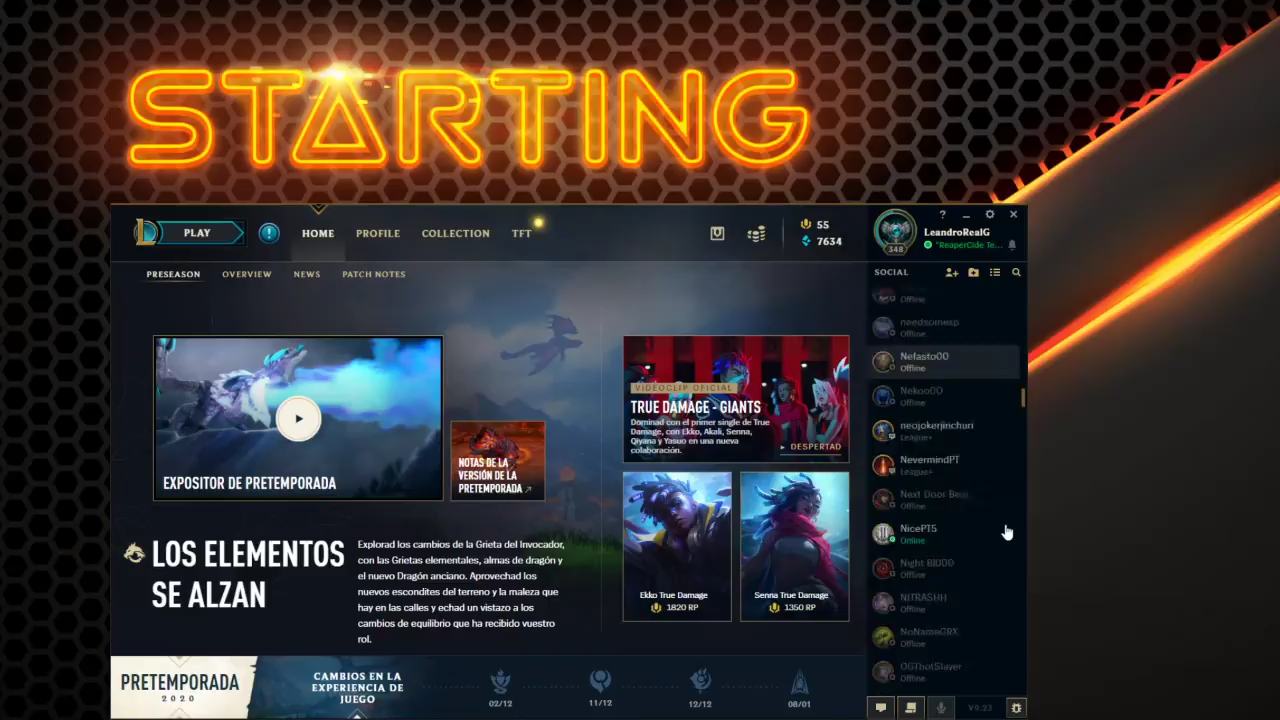 STARTING
PLAY
HOME
PROFILE
COLLECTION
TFT
55
7634
348
LeandroRealG
"ReaperCide Te...
PRESEASON
OVERVIEW
NEWS
PATCH NOTES
SOCIAL
EXPOSITOR DE PRETEMPORADA
NOTAS DE LA
VERSIÓN DE LA
PRETEMPORADA
VIDEOCLIP OFICIAL
TRUE DAMAGE - GIANTS
Dominad con el primer single de True
Damage, con Ekko, Akali, Senna,
Qiyana y Yasuo en una nueva
colaboración.
DESPERTAD
LOS ELEMENTOS
SE ALZAN
Explorad los cambios de la Grieta del Invocador,
con las Grietas elementales, almas de dragón y
el nuevo Dragón anciano. Aprovechad los
nuevos escondites del terreno y la maleza que
hay en las calles y echad un vistazo a los
cambios de equilibrio que ha recibido vuestro
rol.
Ekko True Damage
1820 RP
Senna True Damage
1350 RP
Offline
needsomexp
Offline
Nefasto00
Offline
Nekoo00
Offline
neojokerjinchuri
League+
NevermindPT
League+
Next Door
Offline
NicePT5
Online
Night
Offline
NITRASHH
Offline
NoNameGRX
Offline
OGTbotSlayer
Offline
PRETEMPORADA
2020
CAMBIOS EN LA
EXPERIENCIA DE
JUEGO
02/12
11/12
12/12
08/01
V9.23